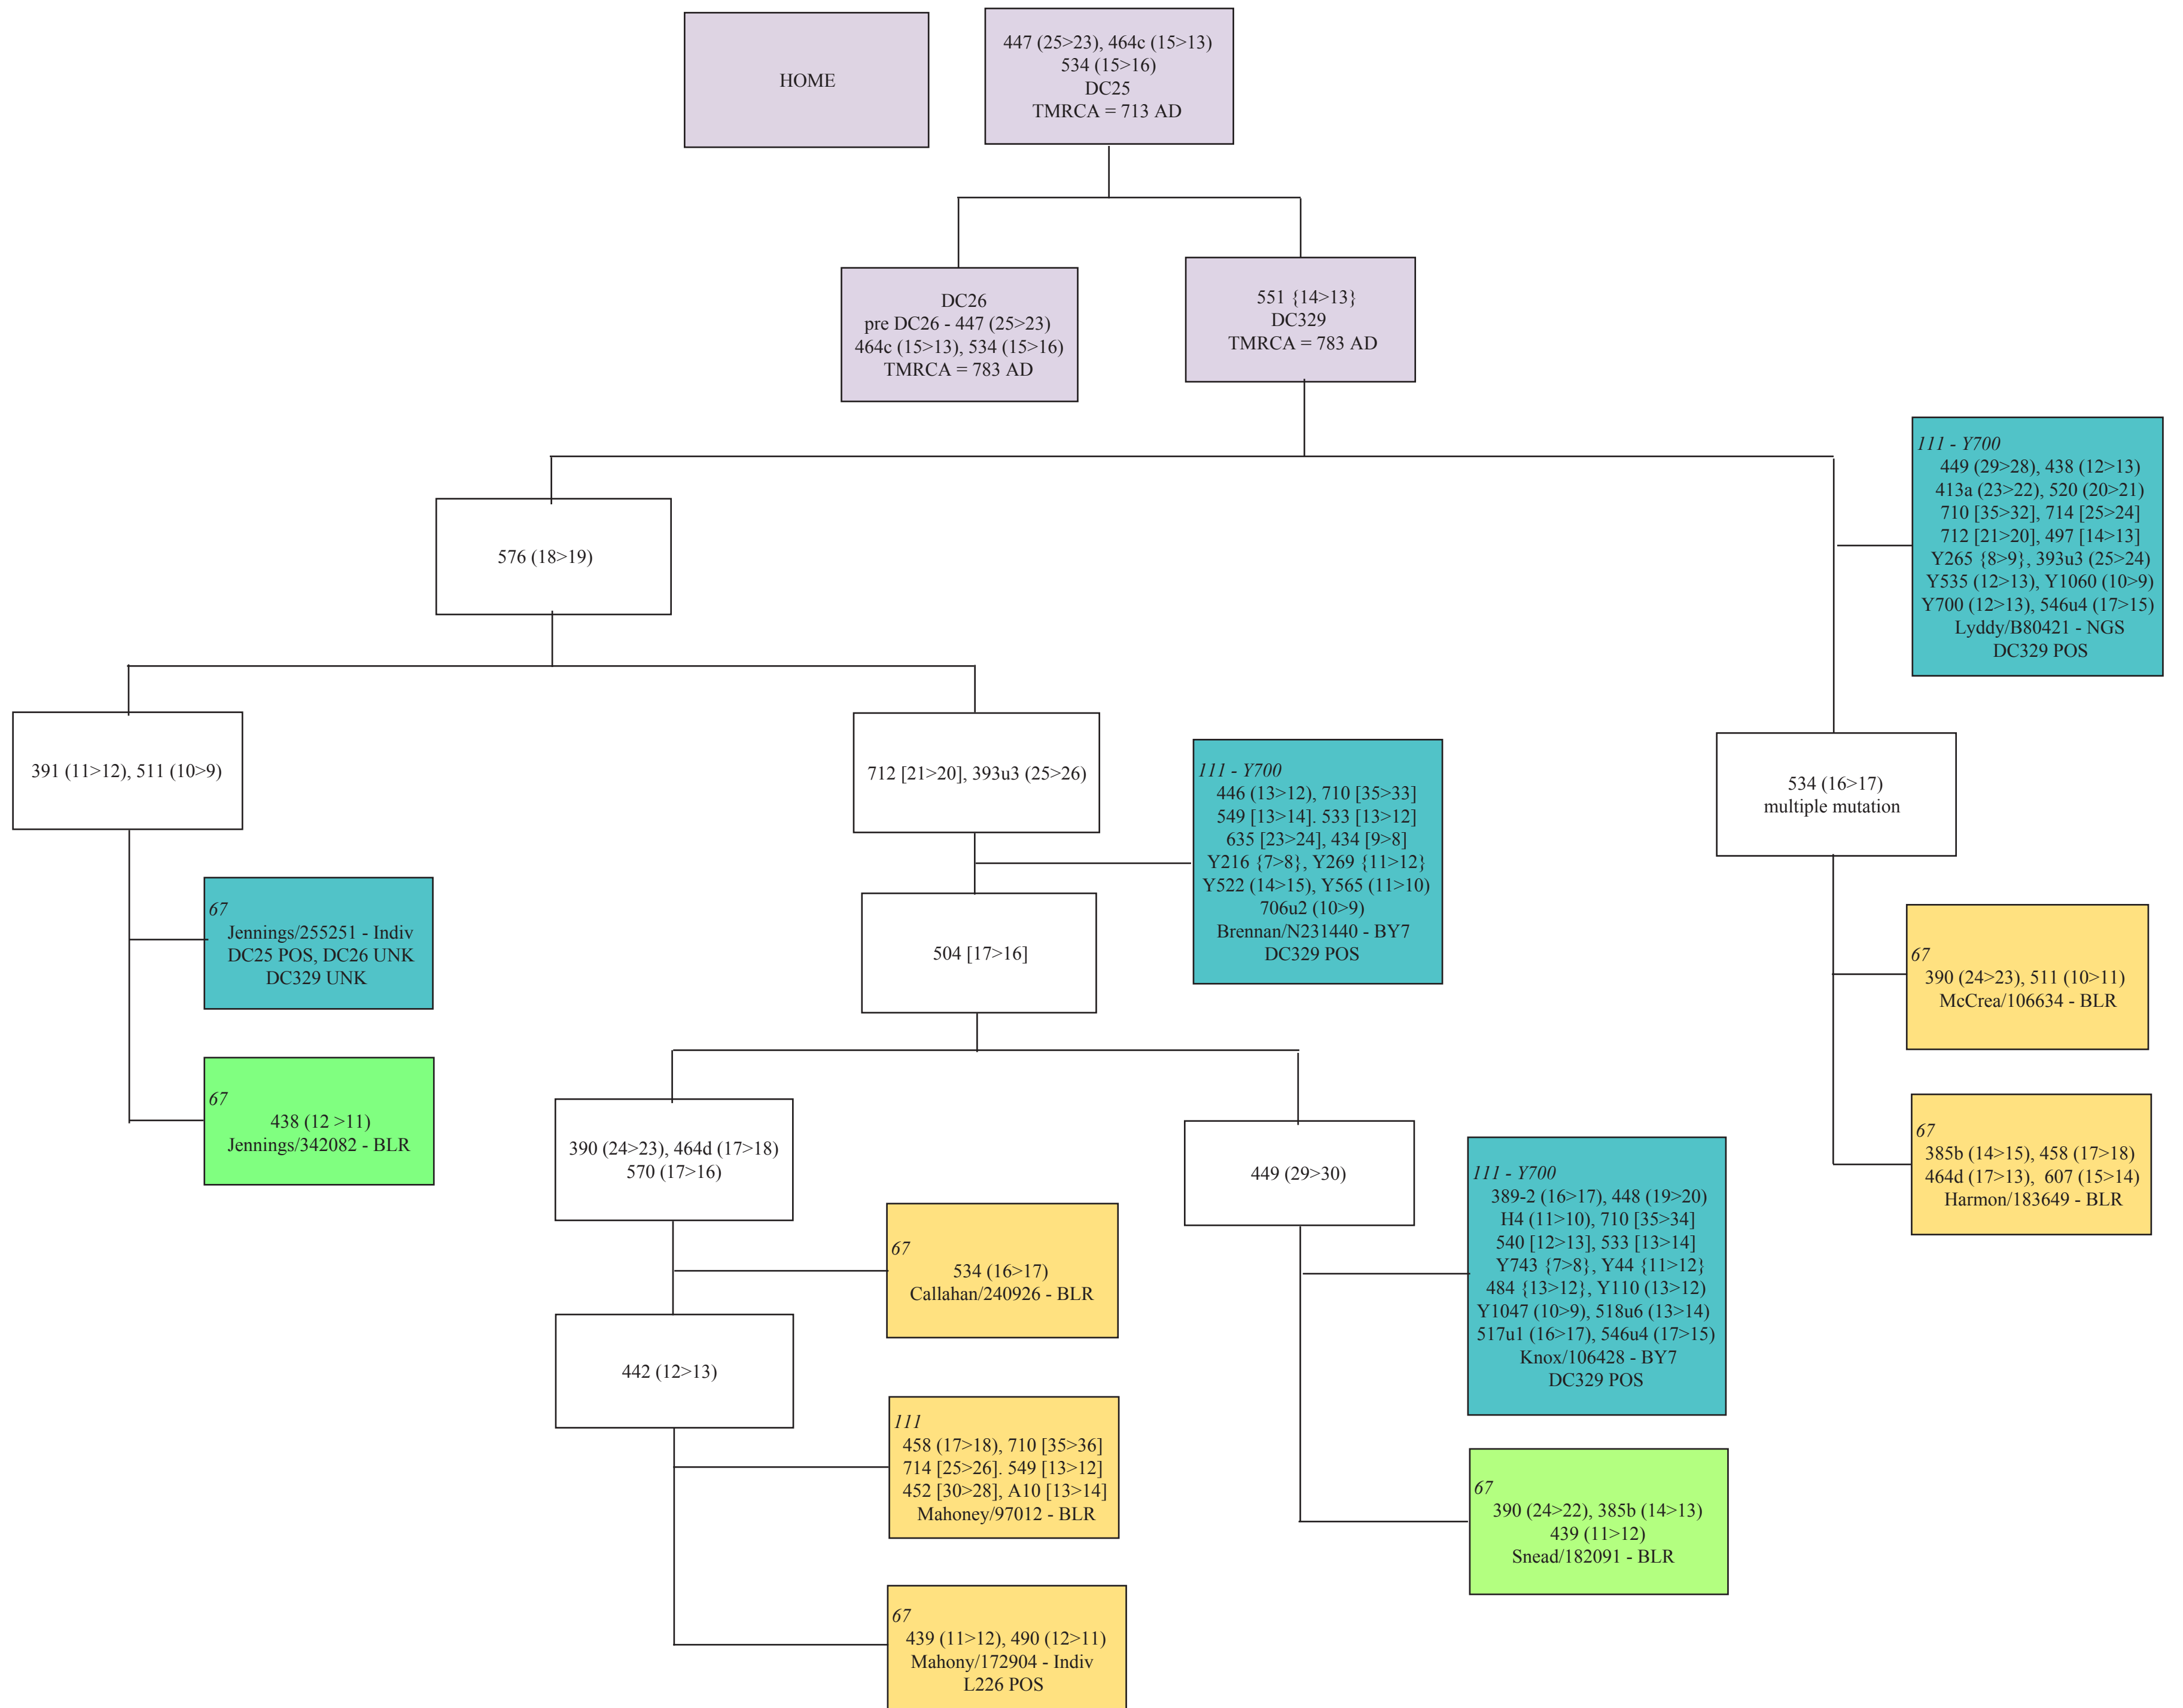 HOME
447 (25>23), 464c (15>13)
534 (15>16)
DC25
TMRCA = 713 AD
DC26
pre DC26 - 447 (25>23)
464c (15>13), 534 (15>16)
TMRCA = 783 AD
551 {14>13}
DC329
TMRCA = 783 AD
111 - Y700
449 (29>28), 438 (12>13)
413a (23>22), 520 (20>21)
710 [35>32], 714 [25>24]
712 [21>20], 497 [14>13]
Y265 {8>9}, 393u3 (25>24)
Y535 (12>13), Y1060 (10>9)
Y700 (12>13), 546u4 (17>15)
Lyddy/B80421 - NGS
DC329 POS
576 (18>19)
391 (11>12), 511 (10>9)
712 [21>20], 393u3 (25>26)
111 - Y700
446 (13>12), 710 [35>33]
549 [13>14]. 533 [13>12]
635 [23>24], 434 [9>8]
Y216 {7>8}, Y269 {11>12}
Y522 (14>15), Y565 (11>10)
706u2 (10>9)
Brennan/N231440 - BY7
DC329 POS
534 (16>17)
multiple mutation
67
Jennings/255251 - Indiv
DC25 POS, DC26 UNK
DC329 UNK
504 [17>16]
67
390 (24>23), 511 (10>11)
McCrea/106634 - BLR
67
438 (12 >11)
Jennings/342082 - BLR
67
385b (14>15), 458 (17>18)
464d (17>13),  607 (15>14)
Harmon/183649 - BLR
390 (24>23), 464d (17>18)
570 (17>16)
449 (29>30)
111 - Y700
389-2 (16>17), 448 (19>20)
H4 (11>10), 710 [35>34]
540 [12>13], 533 [13>14]
Y743 {7>8}, Y44 {11>12}
484 {13>12}, Y110 (13>12)
Y1047 (10>9), 518u6 (13>14)
517u1 (16>17), 546u4 (17>15)
Knox/106428 - BY7
DC329 POS
67
534 (16>17)
Callahan/240926 - BLR
442 (12>13)
111
458 (17>18), 710 [35>36]
714 [25>26]. 549 [13>12]
452 [30>28], A10 [13>14]
Mahoney/97012 - BLR
67
390 (24>22), 385b (14>13)
439 (11>12)
Snead/182091 - BLR
67
439 (11>12), 490 (12>11)
Mahony/172904 - Indiv
L226 POS